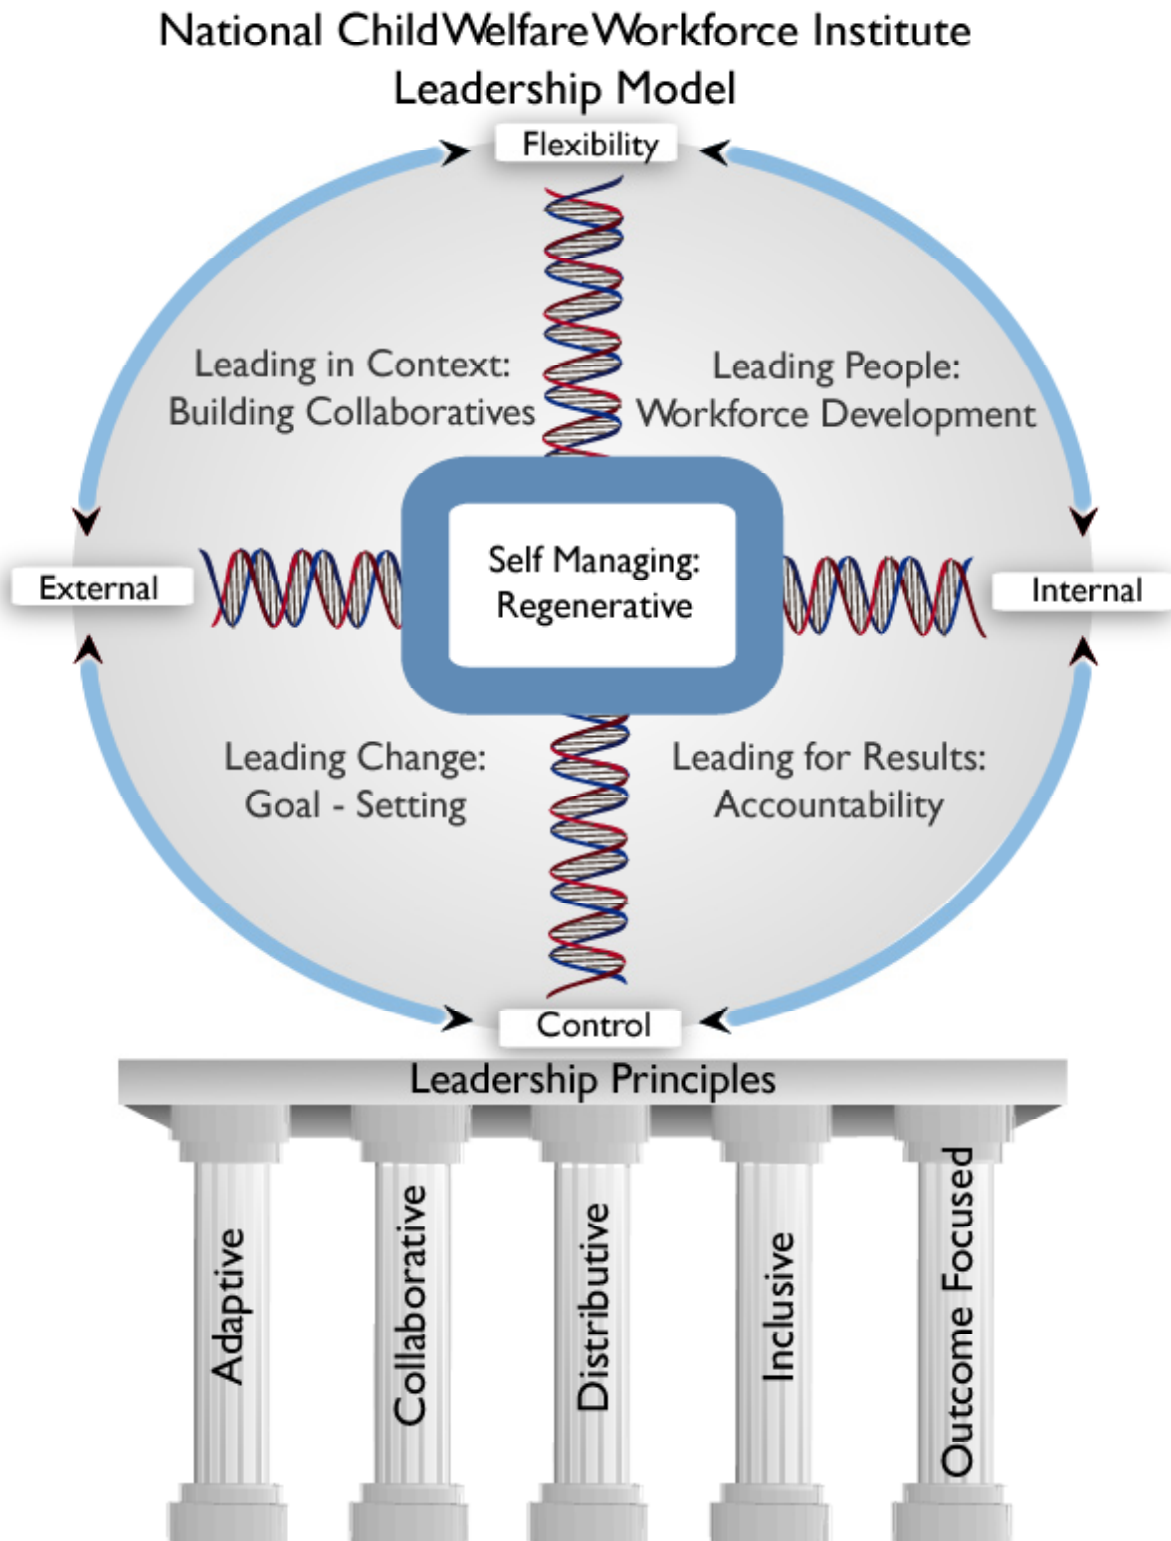 National Child Welfare Workforce Institute
Leadership Model
Flexibility
Leading in Context:
Building Collaboratives
Leading People:
Workforce Development
External
Self Managing:
Regenerative
Internal
Leading Change:
Goal - Setting
Leading for Results:
Accountability
Control
Leadership Principles
Adaptive
Collaborative
Distributive
Inclusive
Outcome Focused